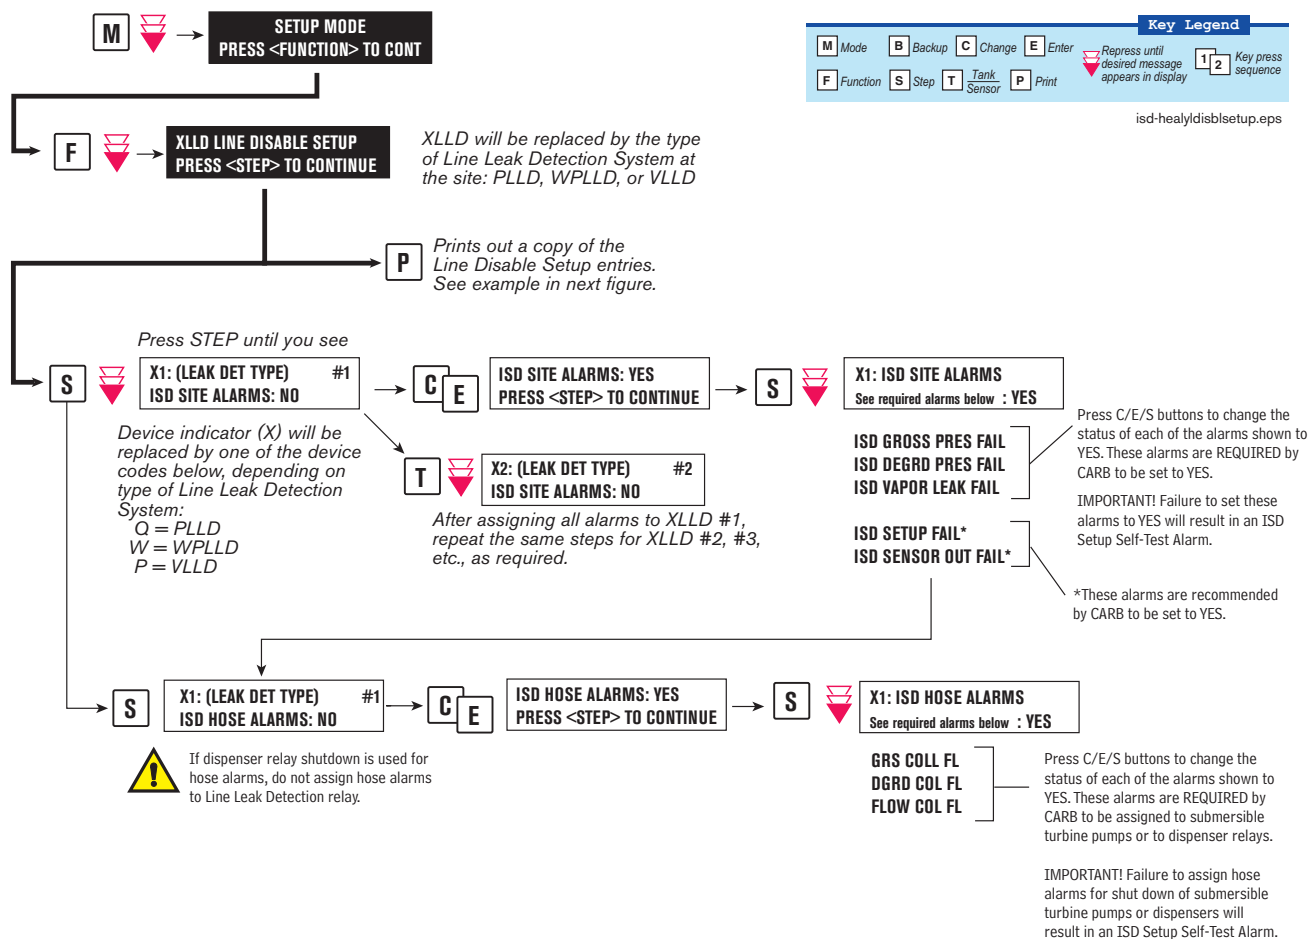 M
SETUP MODE
PRESS <FUNCTION> TO CONT
Key Legend
M Mode B Backup C Change E Enter
F Function S Step T Tank
Sensor P Print
Repress until
desired message
appears in display
1 2 Key press
sequence
isd-healyldisblsetup.eps
F
XLLD LINE DISABLE SETUP
PRESS <STEP> TO CONTINUE
XLLD will be replaced by the type
of Line Leak Detection System at
the site: PLLD, WPLLD, or VLLD
P
Prints out a copy of the
Line Disable Setup entries.
See example in next figure.
Press STEP until you see
S
X1: (LEAK DET TYPE) #1
ISD SITE ALARMS: NO
C E
ISD SITE ALARMS: YES
PRESS <STEP> TO CONTINUE
S
X1: ISD SITE ALARMS
See required alarms below : YES
Device indicator (X) will be
replaced by one of the device
codes below, depending on
type of Line Leak Detection
System:
Q = PLLD
W = WPLLD
P = VLLD
T
X2: (LEAK DET TYPE) #2
ISD SITE ALARMS: NO
After assigning all alarms to XLLD #1,
repeat the same steps for XLLD #2, #3,
etc., as required.
ISD GROSS PRES FAIL
ISD DEGRD PRES FAIL
ISD VAPOR LEAK FAIL
ISD SETUP FAIL*
ISD SENSOR OUT FAIL*
Press C/E/S buttons to change the
status of each of the alarms shown to
YES. These alarms are REQUIRED by
CARB to be set to YES.
IMPORTANT! Failure to set these
alarms to YES will result in an ISD
Setup Self-Test Alarm.
*These alarms are recommended
by CARB to be set to YES.
S
X1: (LEAK DET TYPE) #1
ISD HOSE ALARMS: NO
C E
ISD HOSE ALARMS: YES
PRESS <STEP> TO CONTINUE
S
X1: ISD HOSE ALARMS
See required alarms below : YES
If dispenser relay shutdown is used for
hose alarms, do not assign hose alarms
to Line Leak Detection relay.
GRS COLL FL
DGRD COL FL
FLOW COL FL
Press C/E/S buttons to change the
status of each of the alarms shown to
YES. These alarms are REQUIRED by
CARB to be assigned to submersible
turbine pumps or to dispenser relays.
IMPORTANT! Failure to assign hose
alarms for shut down of submersible
turbine pumps or dispensers will
result in an ISD Setup Self-Test Alarm.